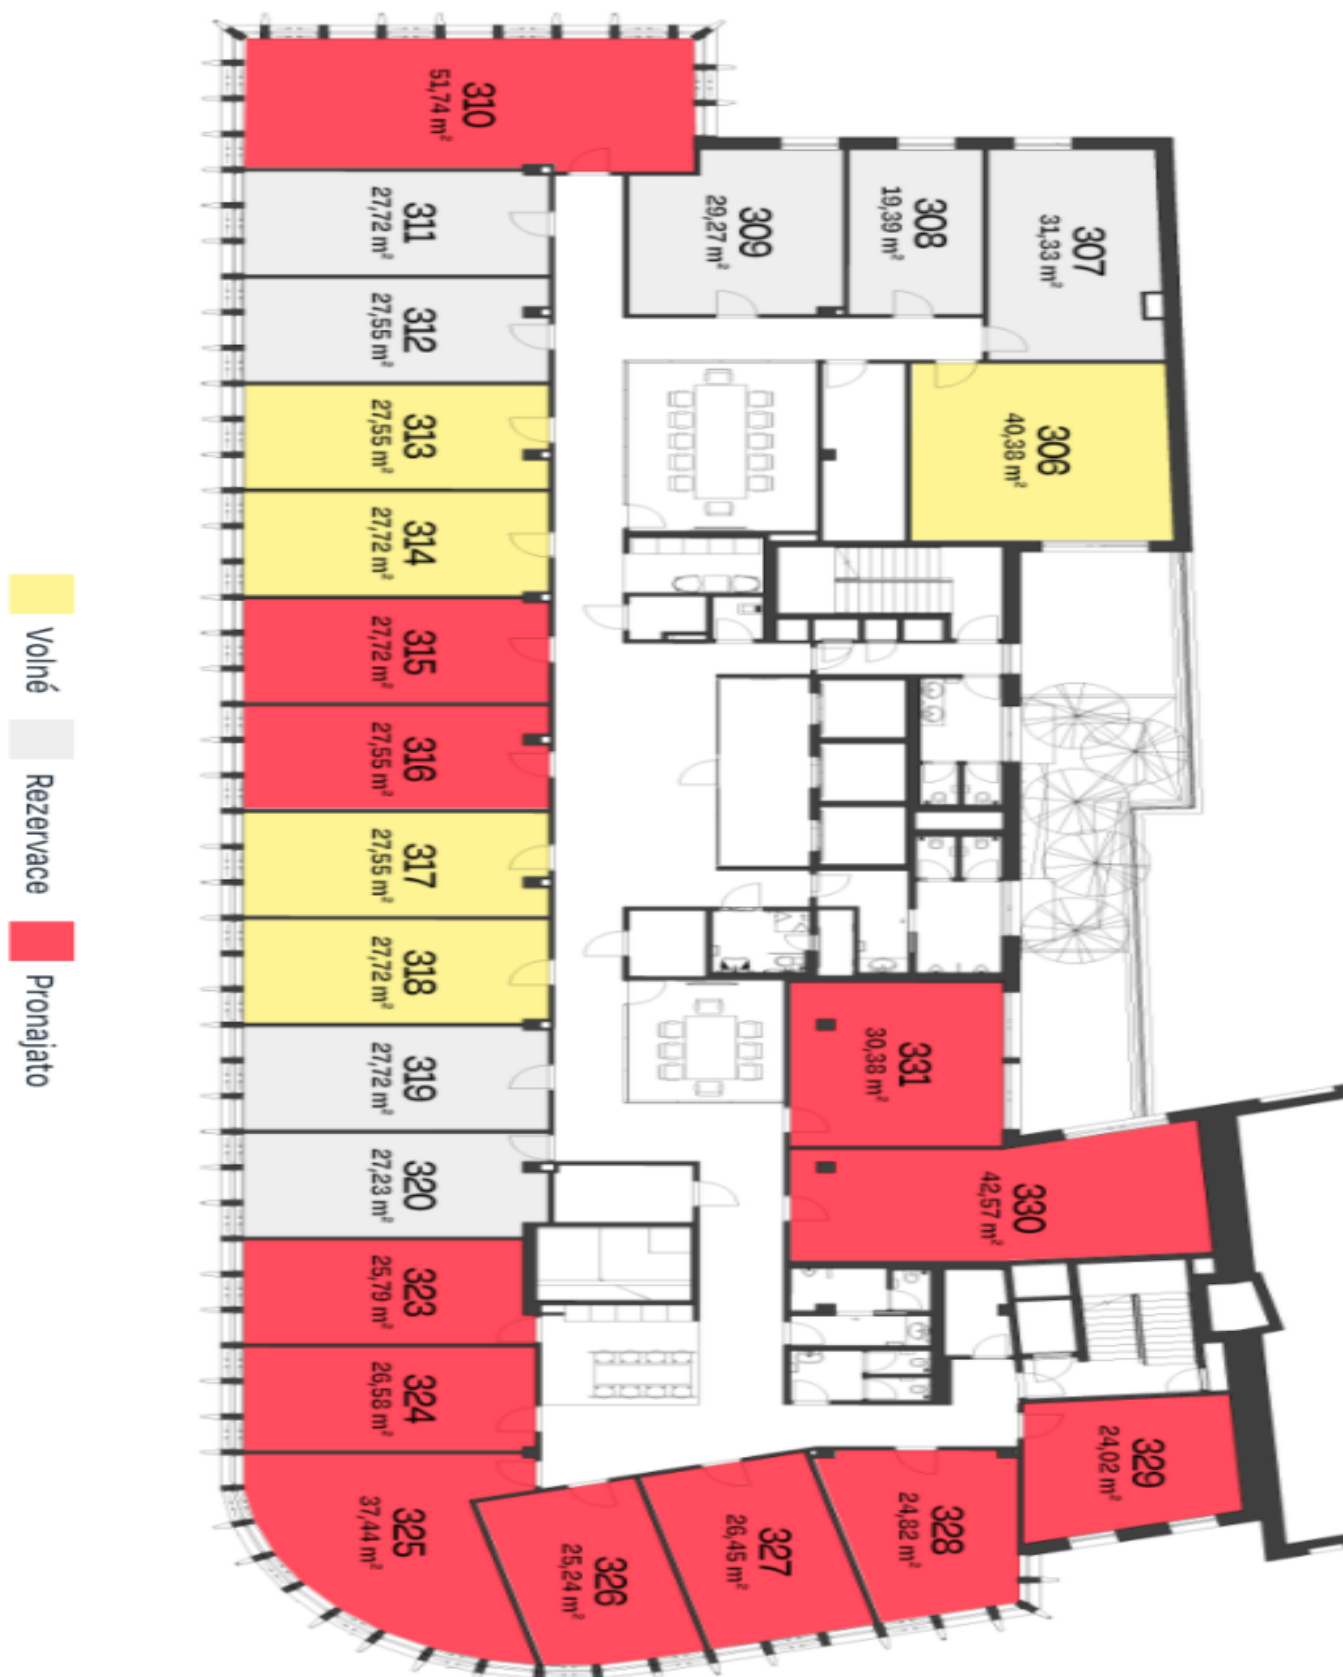 310
51,74 m²
311
27,72 m²
312
27,55 m²
313
27,55 m²
314
27,72 m²
315
27,72 m²
316
27,55 m²
317
27,55 m²
318
27,72 m²
319
27,72 m²
320
27,23 m²
323
25,79 m²
324
26,58 m²
325
37,44 m²
326
25,24 m²
327
26,45 m²
328
24,82 m²
329
24,02 m²
330
42,57 m²
331
30,38 m²
306
40,38 m²
307
31,33 m²
308
19,39 m²
309
29,27 m²
Volné
Rezervace
Pronajato